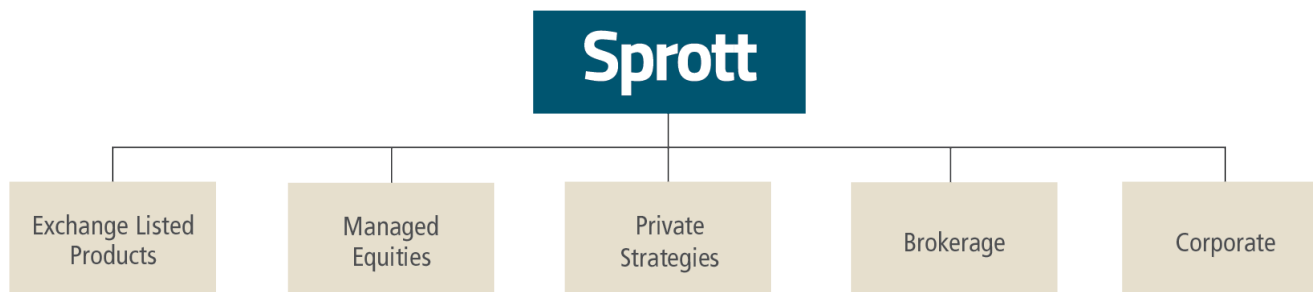 Sprott
Exchange Listed
Products
Managed
Equities
Private
Strategies
Brokerage
Corporate